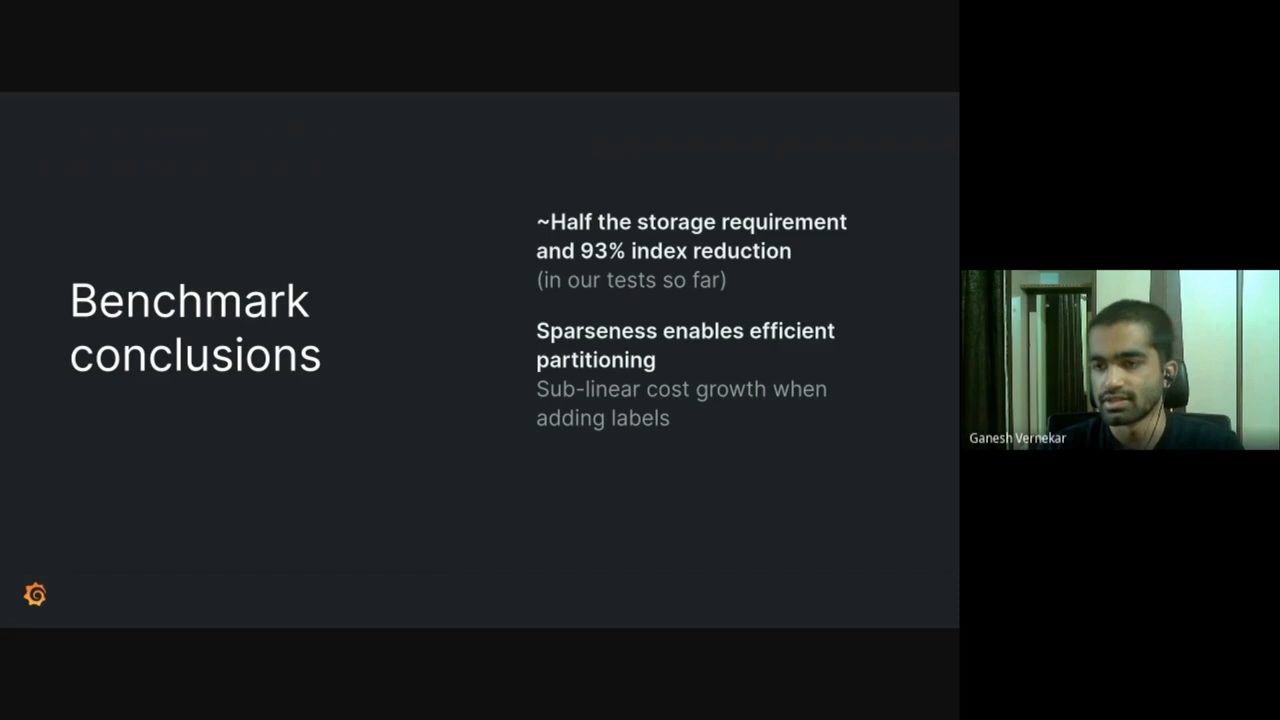 Benchmark
conclusions
~Half the storage requirement
and 93% index reduction
(in our tests so far)
Sparseness enables efficient
partitioning
Sub-linear cost growth when
adding labels
Ganesh Vernekar